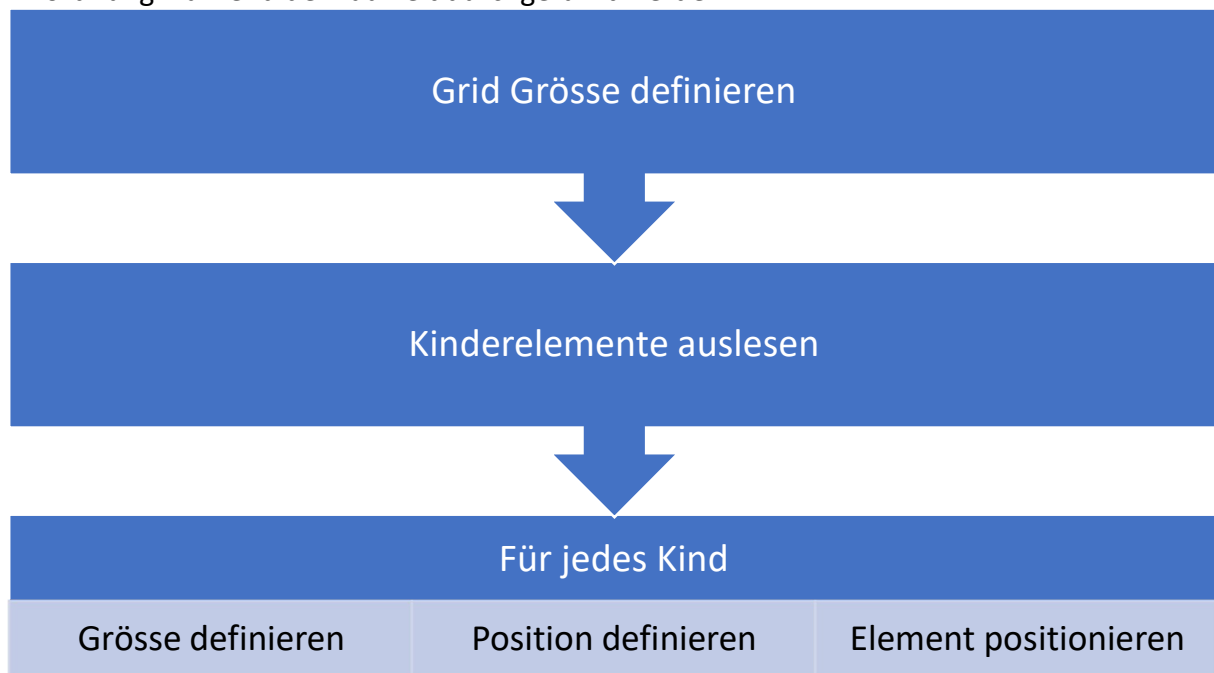 Grid Grösse definieren
Kinderelemente auslesen
Für jedes Kind
Grösse definieren Position definieren Element positionieren